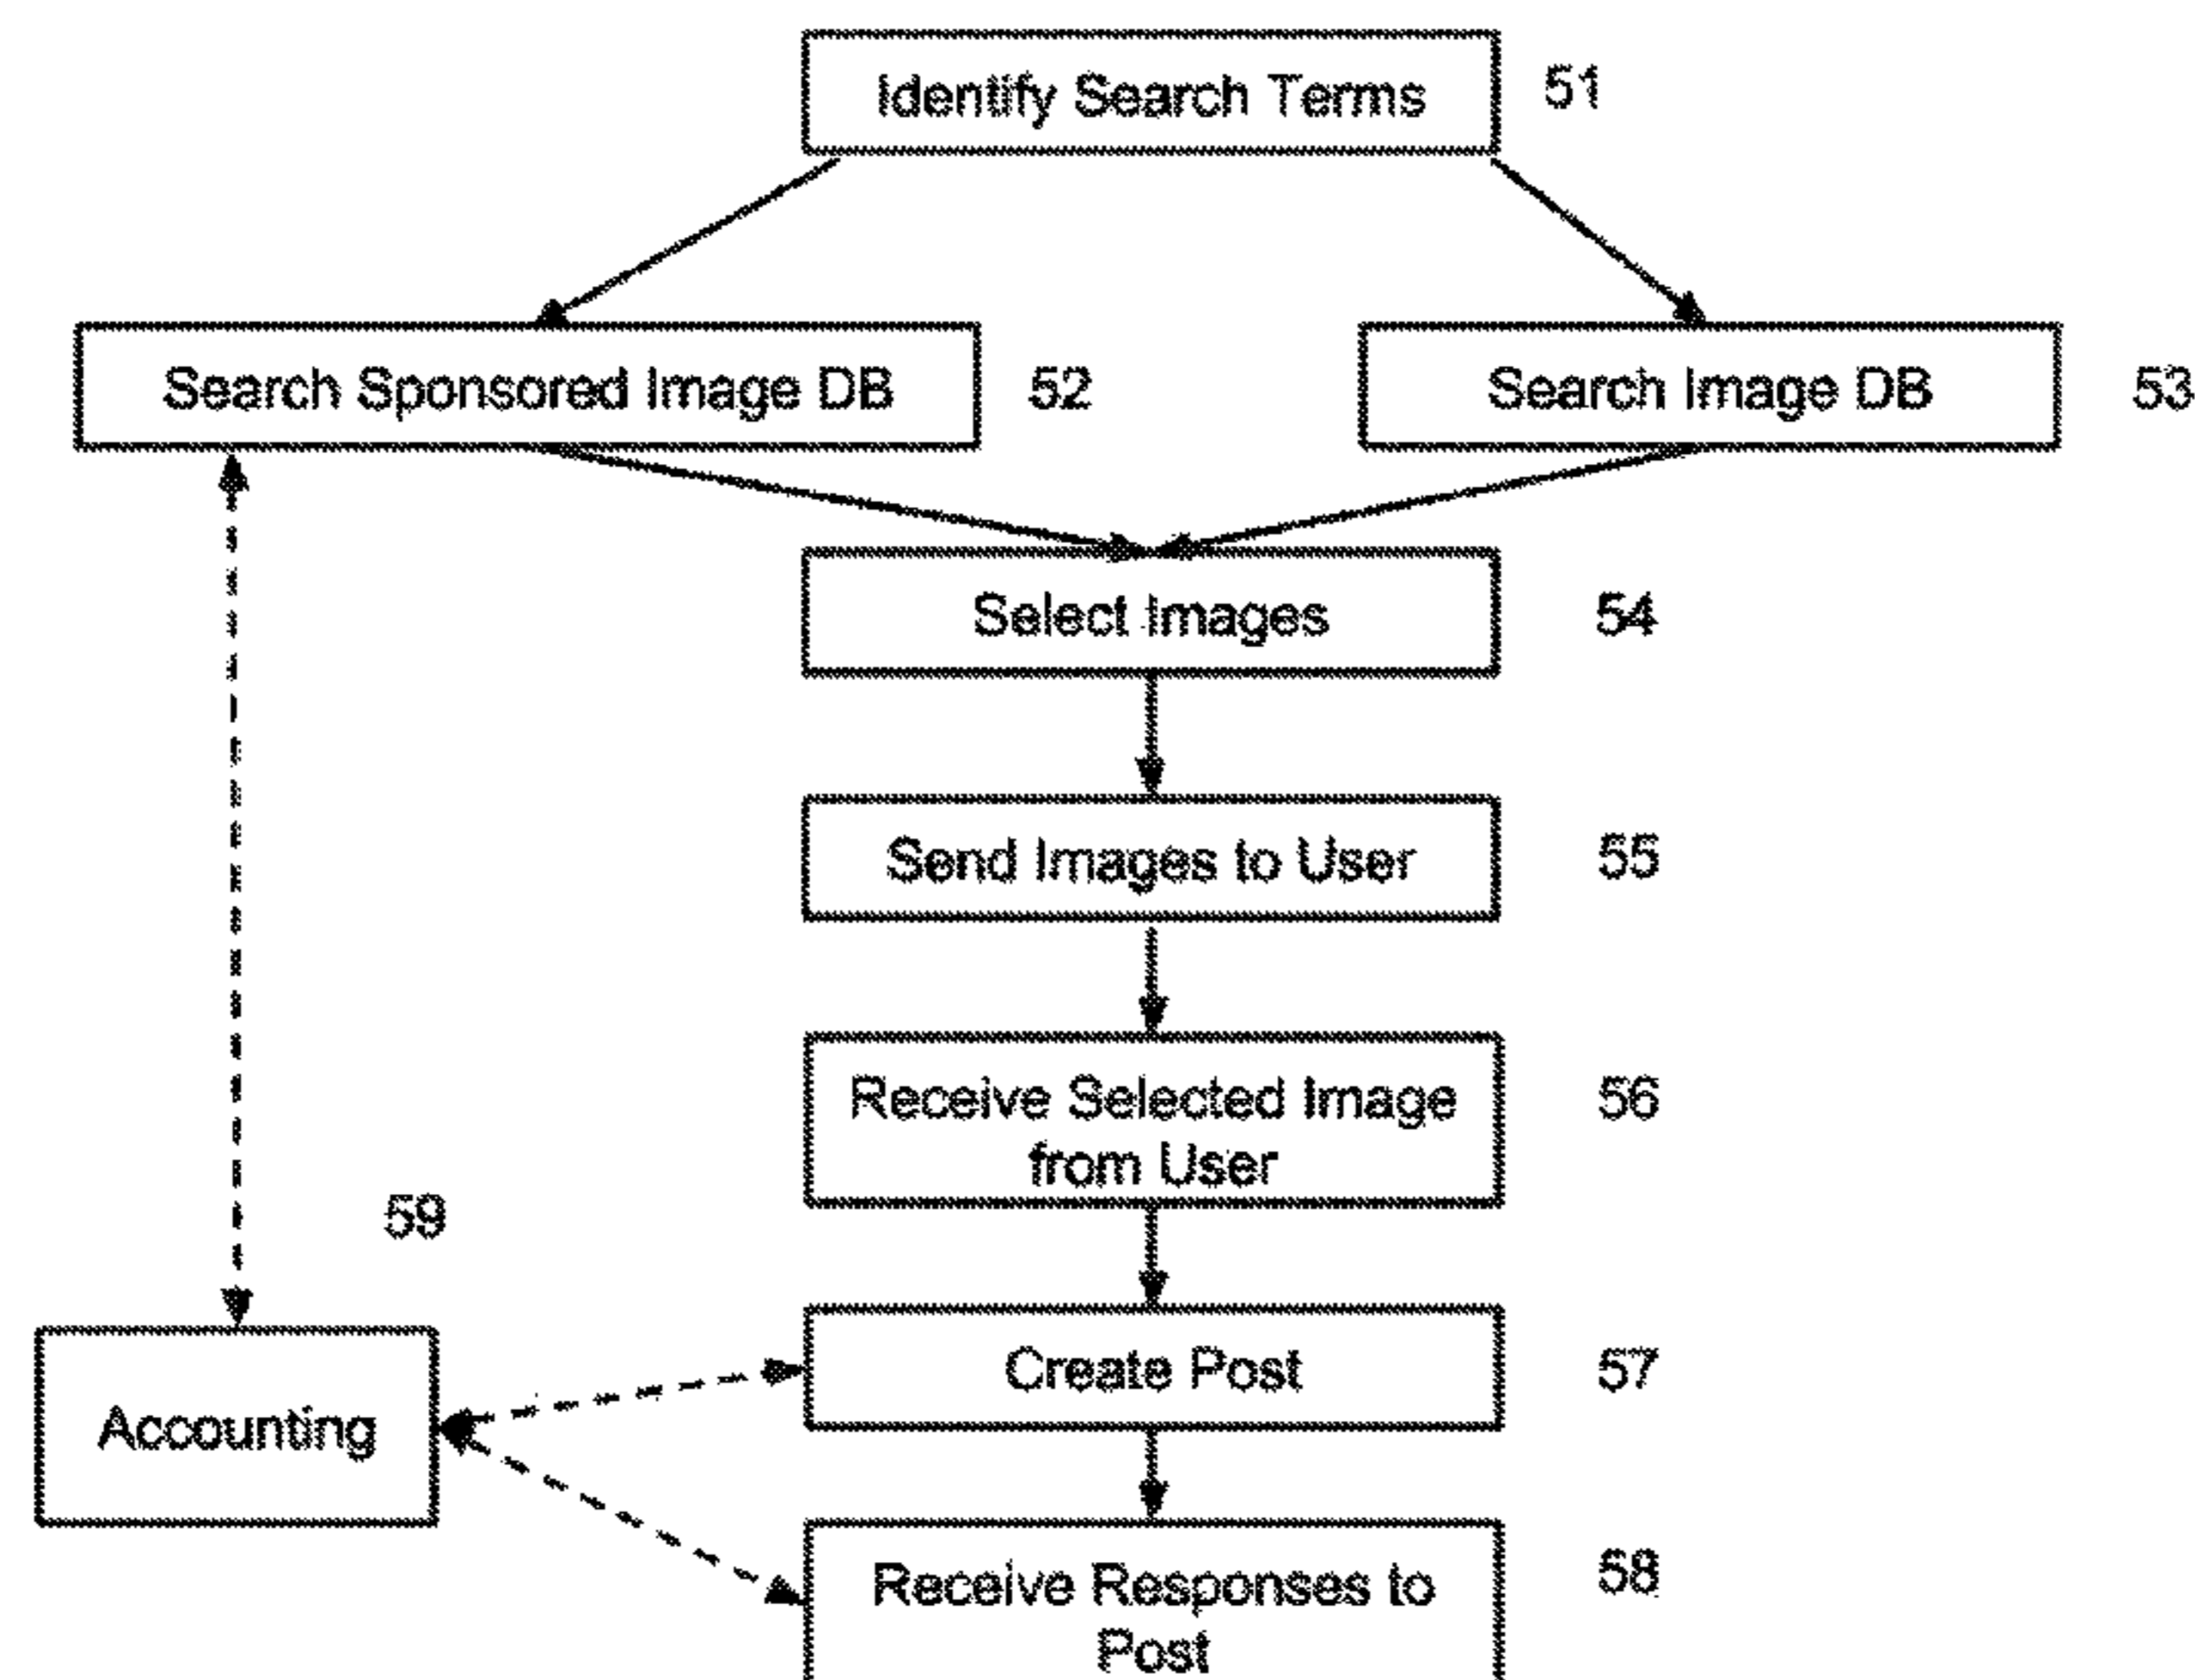 Identify Search Terms 51
Search Sponsored Image DB 52 Search Image DB 53
Select Images 54
Send Images to User 55
Receive Selected Image 56
from User
59
Create Post 57
Accounting
Receive Responses to 58
Post